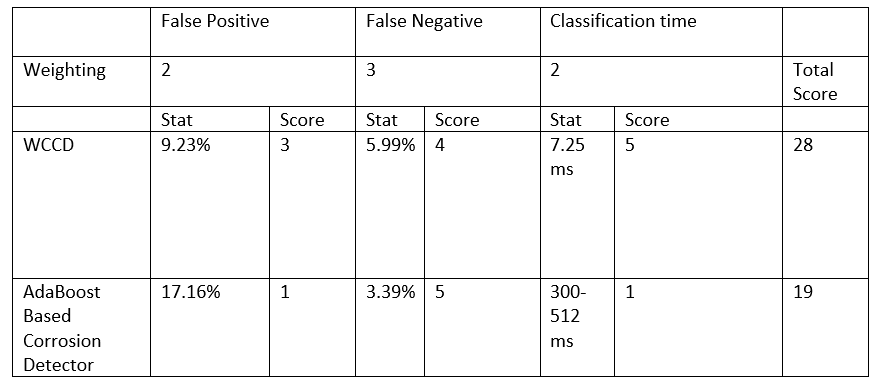 False Positive False Negative Classification time
Weighting 2 3 2 Total
Score
Stat Score Stat Score Stat Score
WCCD 9.23% 3 5.99% 4 7.25 5 28
ms
AdaBoost 17.16% 1 3.39% 5 300- 1 19
Based 512
Corrosion ms
Detector